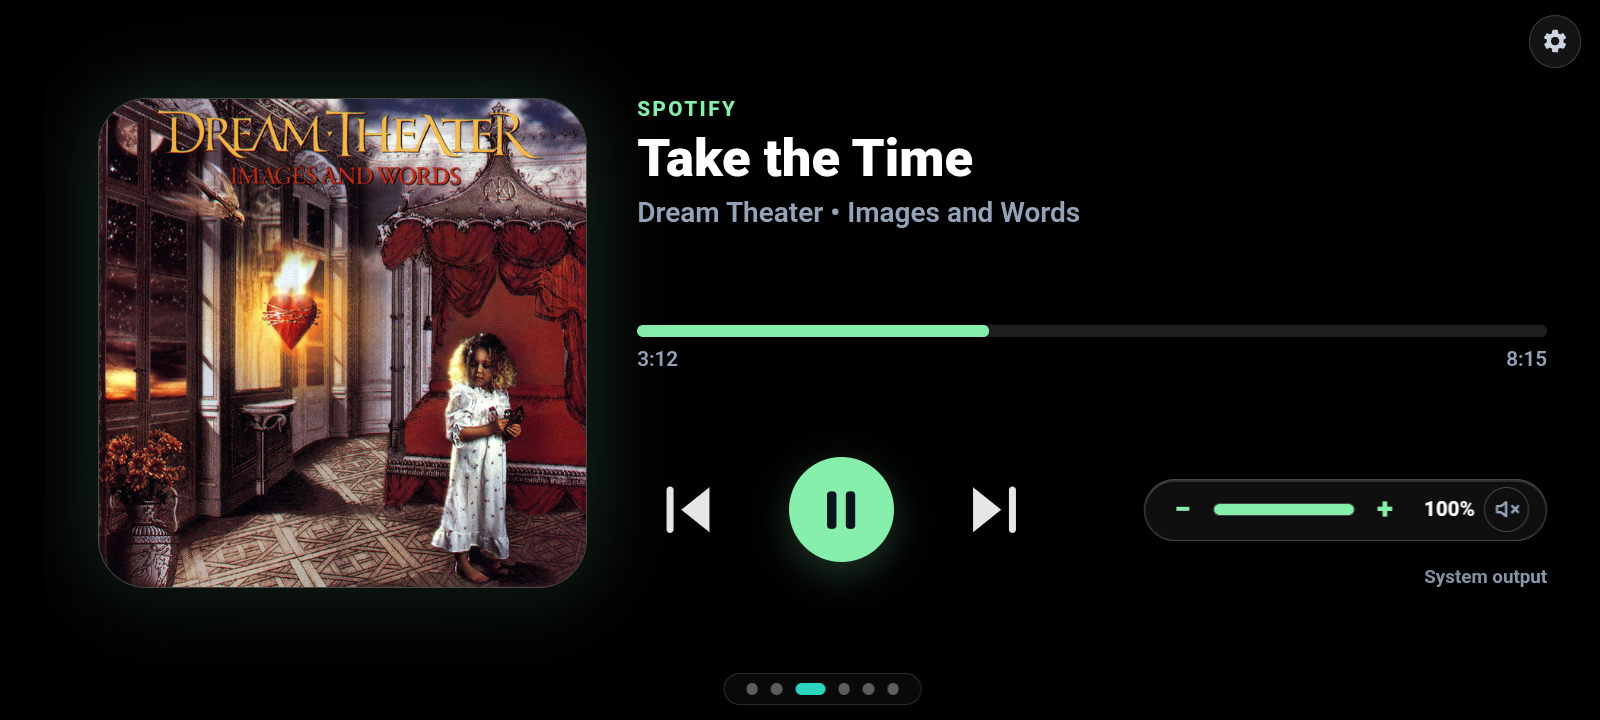 DREAM·THEATER
IMAGES AND WORDS
SPOTIFY
Take the Time
Dream Theater • Images and Words
3:12
8:15
100%
System output